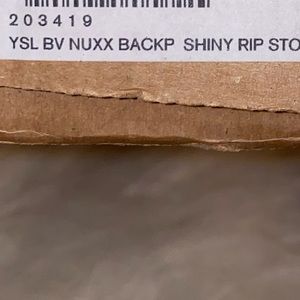 203419
YSL BV NUXX BACKP SHINY RIP STO